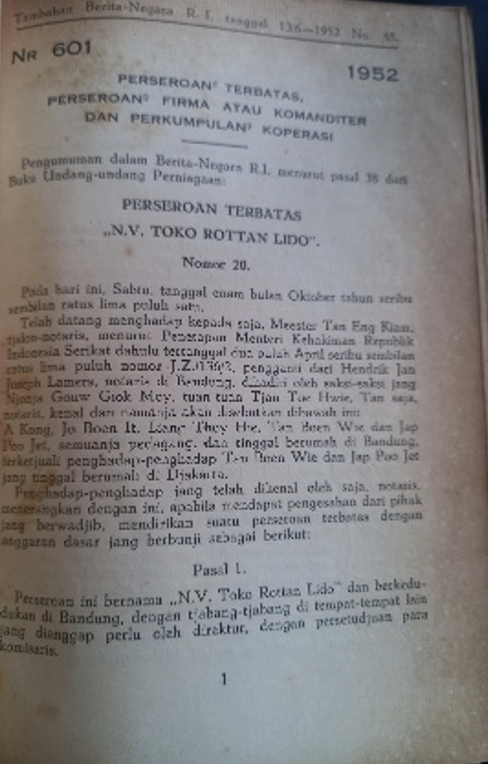 Tambahan Berita-Negara R. I. tanggal 13/6—1952 No. 48.
NR 601
1952
PERSEROAN² TERBATAS,
PERSEROAN² FIRMA ATAU KOMANDITER
DAN PERKUMPULAN² KOPERASI
Pengumuman dalam Berita-Negara R.I. menurut pasal 38 dari
Buku Undang-undang Perniagaan:
PERSEROAN TERBATAS
„N.V. TOKO ROTTAN LIDO”.
Nomor 20.
Pada hari ini, Sabtu, tanggal enam bulan Oktober tahun seribu
sembilan ratus lima puluh satu.
Telah datang menghadap kepada saja, Meester Tan Eng Kiam,
tjalon-notaris, menurut Penetapan Menteri Kehakiman Republik
Indonesia Serikat dahulu tertanggal dua puluh April seribu sembilan
ratus lima puluh nomor pengganti dari Hendrik Jan
Joseph Lamers, notaris di Bandung, dihadiri oleh saksi-saksi jang
Njonja Gouw Giok Moy, tuan-tuan Tjan Tae Hwie, Tan saja,
notaris, kenal dan namanja akan disebutkan dibawah ini:
A Kong, Jo Boen It, Liang Thoy Hie, Tan Boen Wie dan Jap
Poo Jet, semuanja pedagang, dan tinggal berumah di Bandung,
terketjuali penghadap-penghadap Tan Boen Wie dan Jap Poo Jet
jang tinggal berumah di Djakarta.
Penghadap-penghadap jang telah dikenal oleh saja, notaris,
menerangkan dengan ini, apabila mendapat pengesahan dari pihak
jang berwadjib, mendirikan suatu perseroan terbatas dengan
anggaran dasar jang berbunji sebagai berikut:
Pasal 1.
Perseroan ini bernama „N.V. Toko Rottan Lido” dan berkedu-
dukan di Bandung, dengan tjabang-tjabang di tempat-tempat lain
jang dianggap perlu oleh direktur, dengan persetudjuan para
komisaris.
1